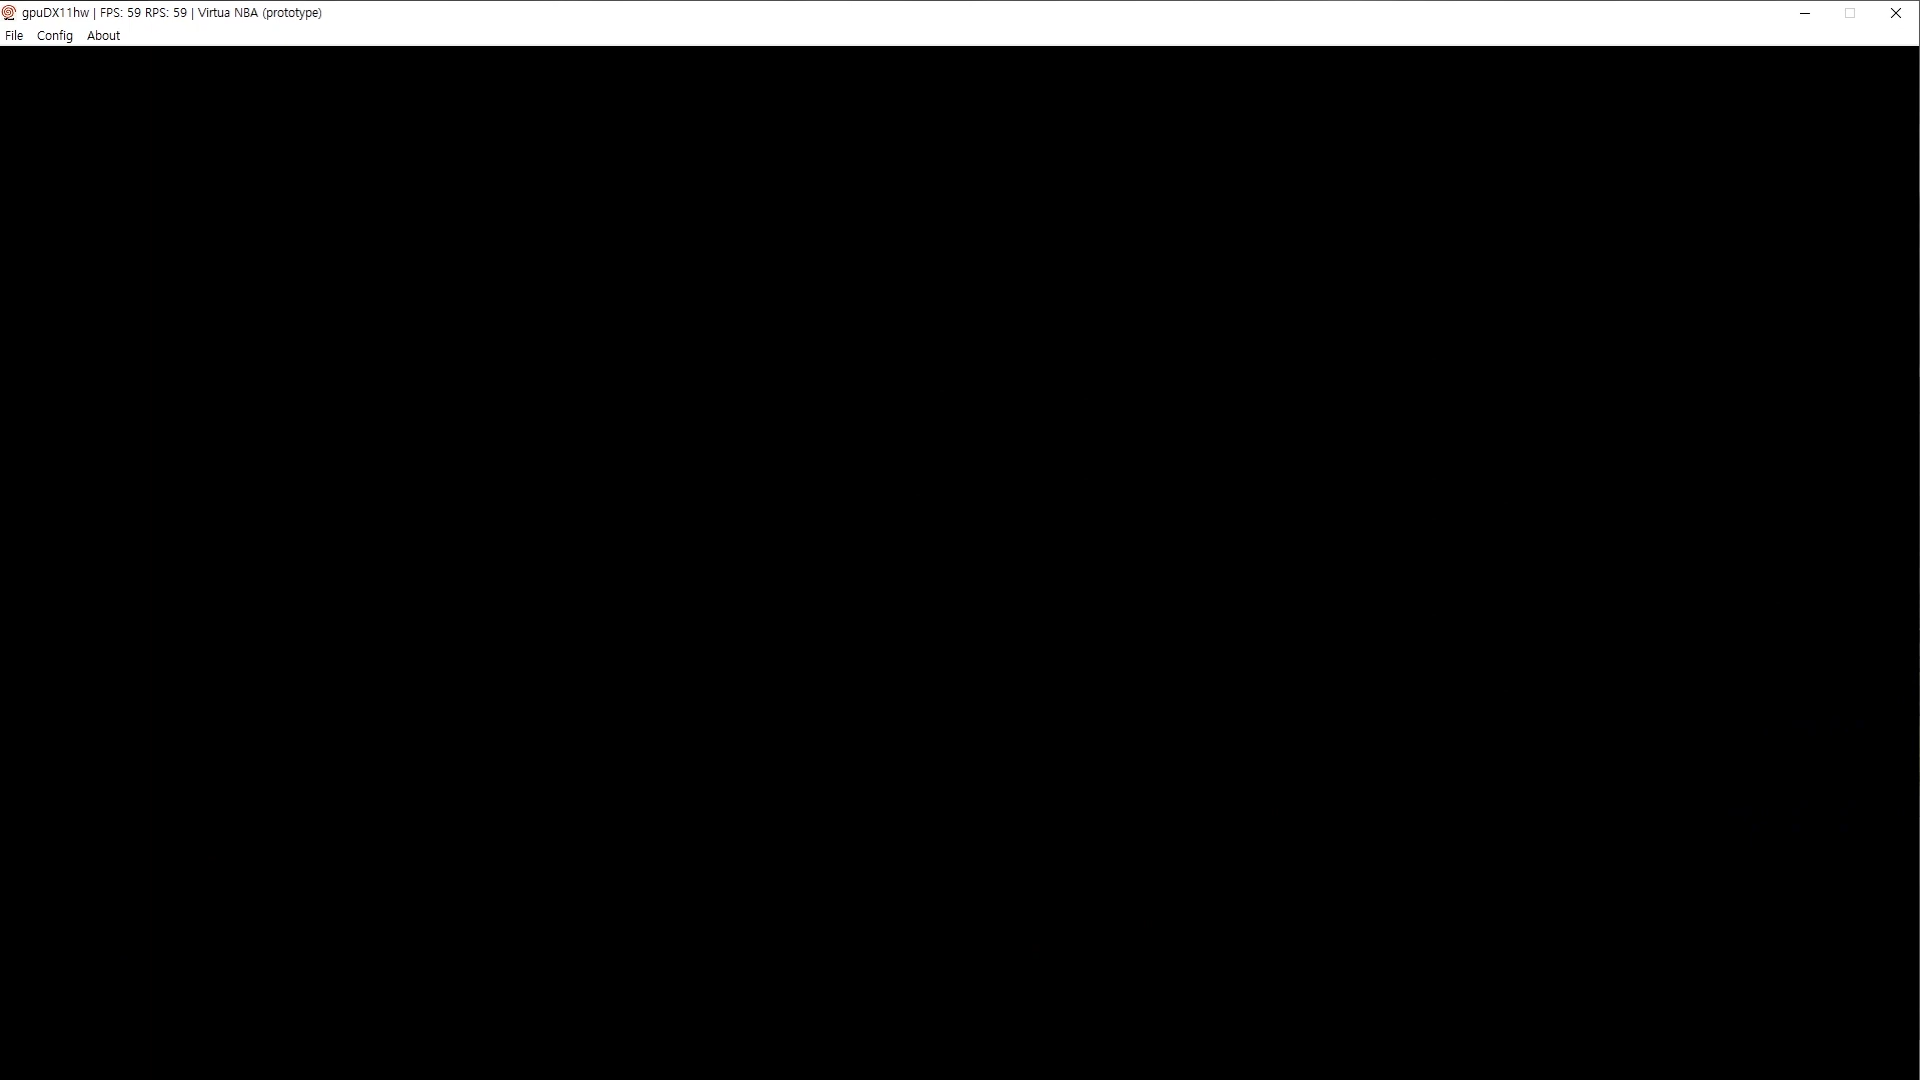 gpuDX11hw | FPS: 59 RPS: 59 | Virtua NBA (prototype)
File Config About